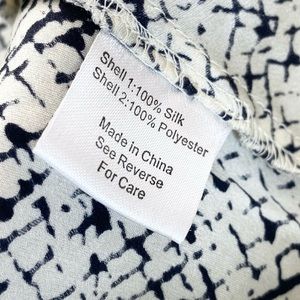 Shell 1:100% Silk
Shell 2:100% Polyester
Made in China
See Reverse
For Care